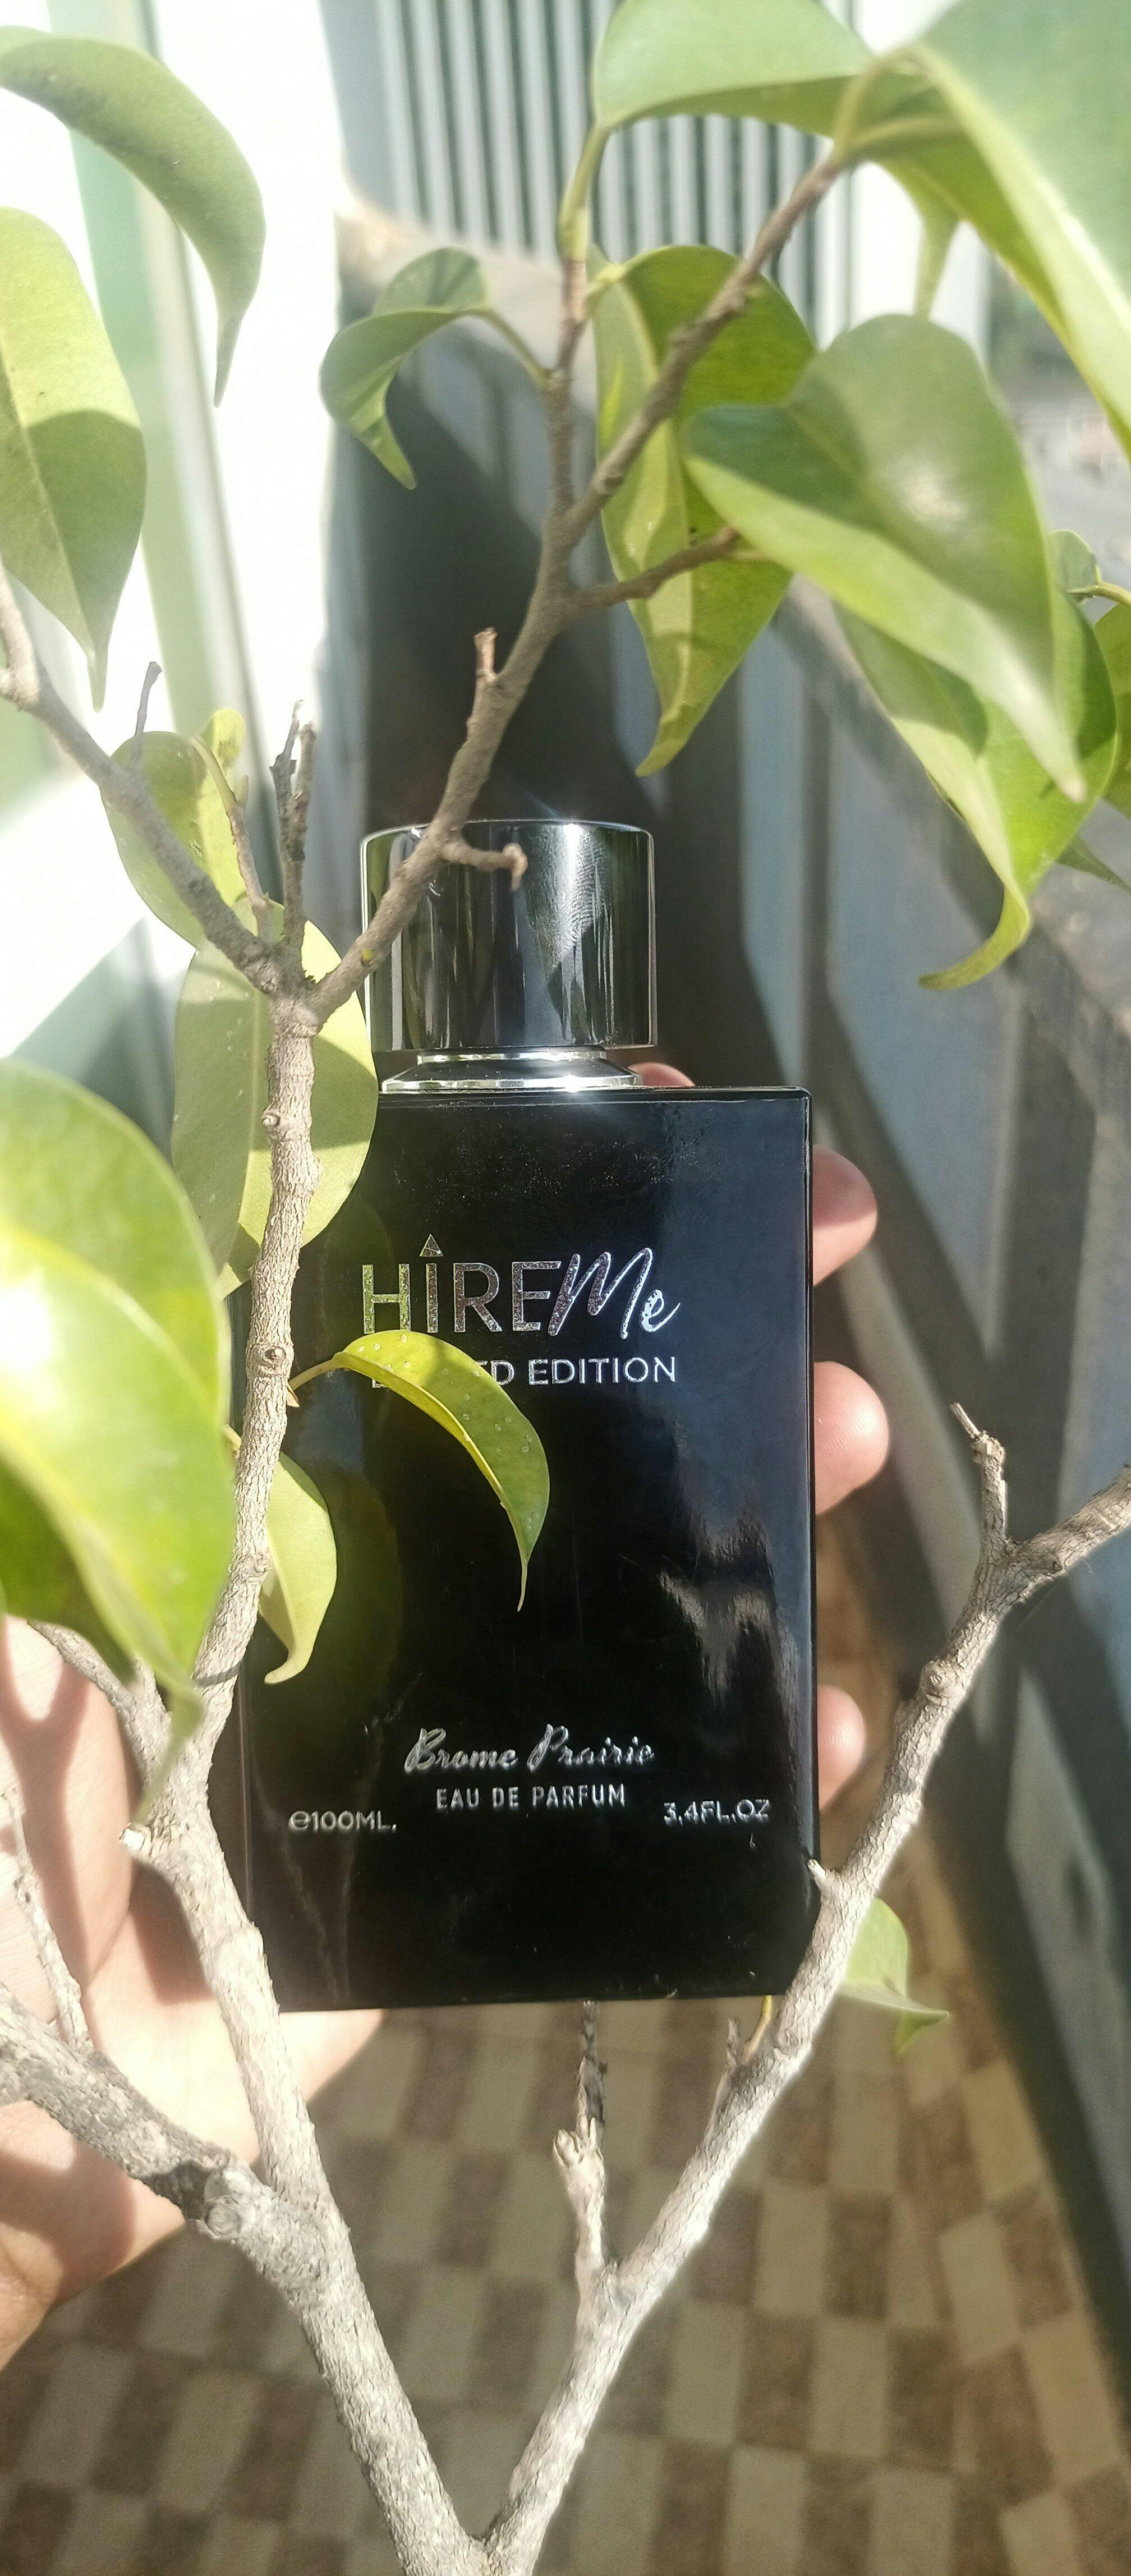 HIREMe
EDITION
Brome Prairie
EAU DE PARFUM
℮100ML.
3.4FL.OZ